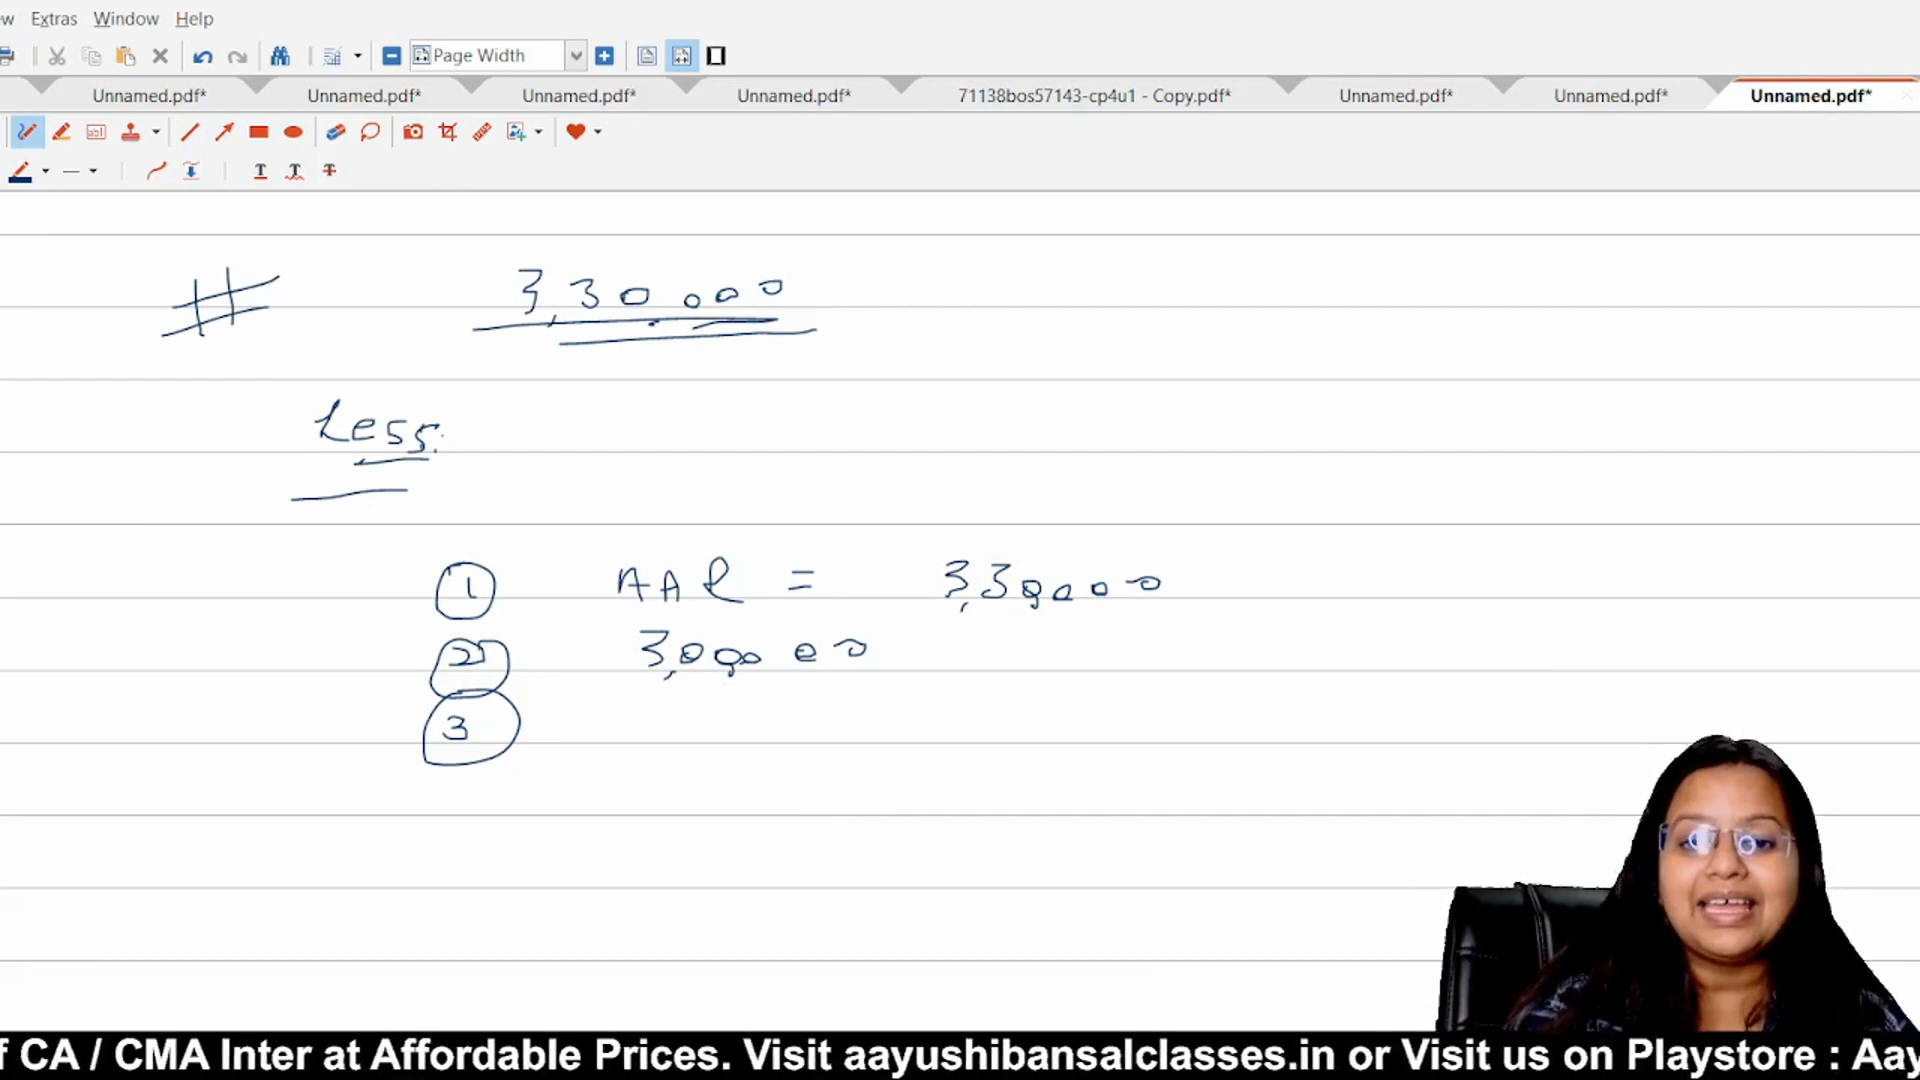 w Extras Window Help
Page Width
Unnamed.pdf* Unnamed.pdf* Unnamed.pdf* Unnamed.pdf* 71138bos57143-cp4u1 - Copy.pdf* Unnamed.pdf* Unnamed.pdf* Unnamed.pdf*
# 3,30,000
Less:
1 AAR = 3,30,000
2 3,00,000
3
f CA / CMA Inter at Affordable Prices. Visit aayushibansalclasses.in or Visit us on Playstore : Aay